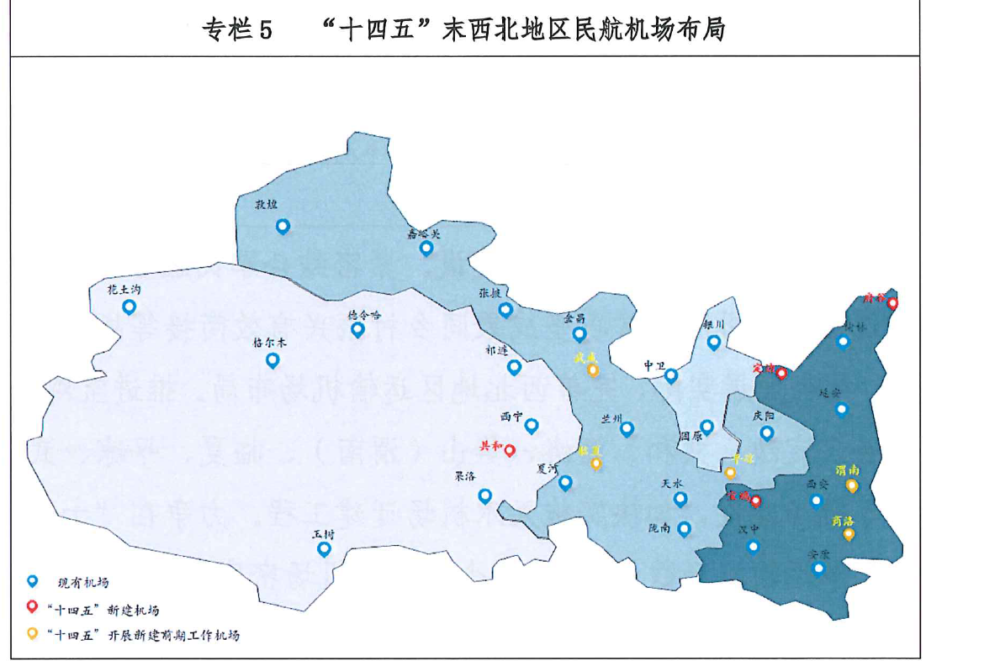 专栏 5 “十四五”末西北地区民航机场布局
敦煌
嘉峪关
花土沟
张掖
府谷
德令哈
金昌
银川
榆林
格尔木
祁连
武威
中卫
定边
延安
西宁
兰州
庆阳
固原
共和
临夏
平凉
夏河
渭南
果洛
天水
西安
宝鸡
商洛
陇南
汉中
玉树
安康
现有机场
“十四五”新建机场
“十四五”开展新建前期工作机场